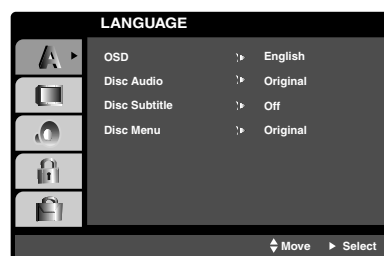 LANGUAGE
OSD English
Disc Audio Original
Disc Subtitle Off
Disc Menu Original
Move Select